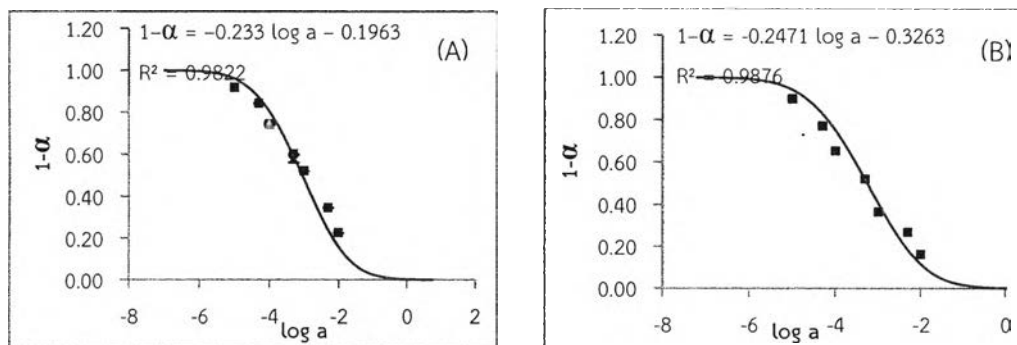 1.20
1-α = -0.233 log a - 0.1963
(A)
1.00
R² = 0.9822
0.80
0.60
0.40
0.20
0.00
1-α
-8
-6
-4
-2
0
2
log a
1.20
1-α = -0.2471 log a - 0.3263
(B)
1.00
R² = 0.9876
0.80
0.60
0.40
0.20
0.00
1-α
-8
-6
-4
-2
0
log a